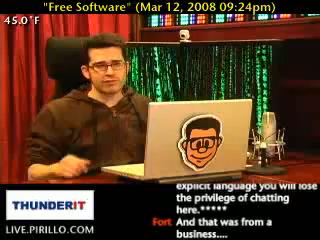 "Free Software" (Mar 12, 2008 09:24pm)
45.0°F
explicit language you will lose
the privilege of chatting
here.*****
Fort And that was from a
business....
THUNDERIT
LIVE.PIRILLO.COM